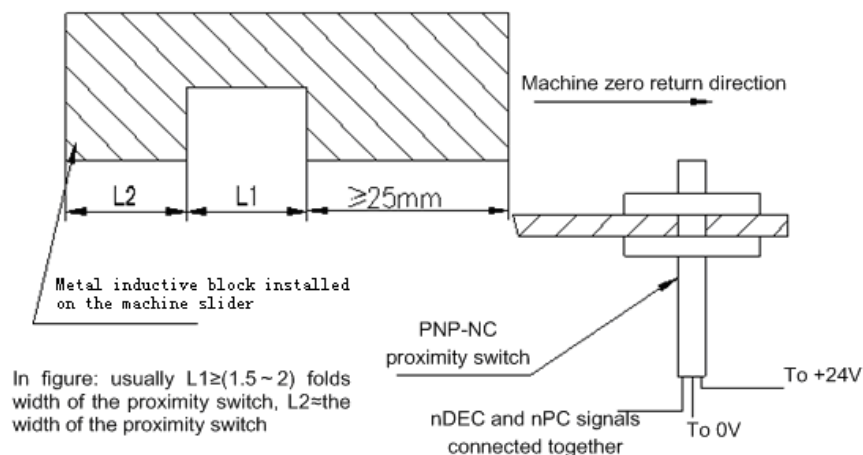 Machine zero return direction
L2
L1
≥25mm
Metal inductive block installed
on the machine slider
PNP-NC
proximity switch
In figure: usually L1≥(1.5~2) folds
width of the proximity switch, L2≈the
width of the proximity switch
To +24V
nDEC and nPC signals
connected together
To 0V